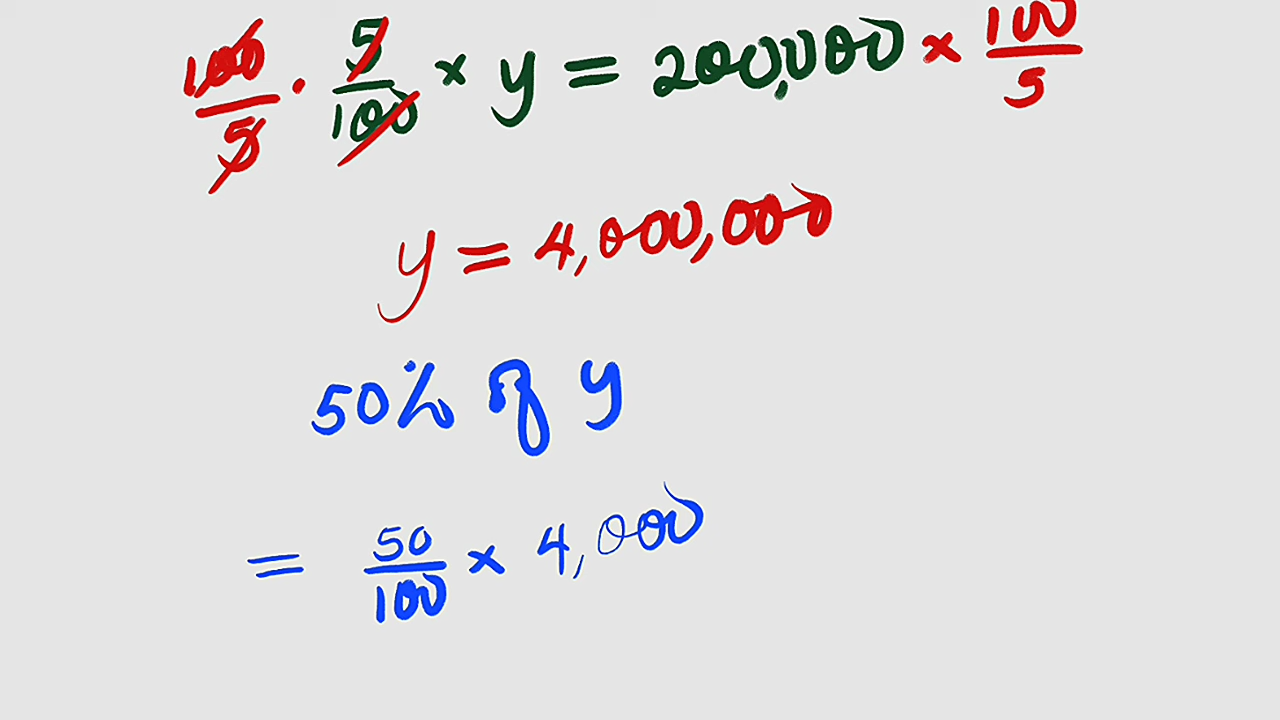 100/5 · 5/100 × y = 200,000 × 100/5
y = 4,000,000
50% of y
= 50/100 × 4,000